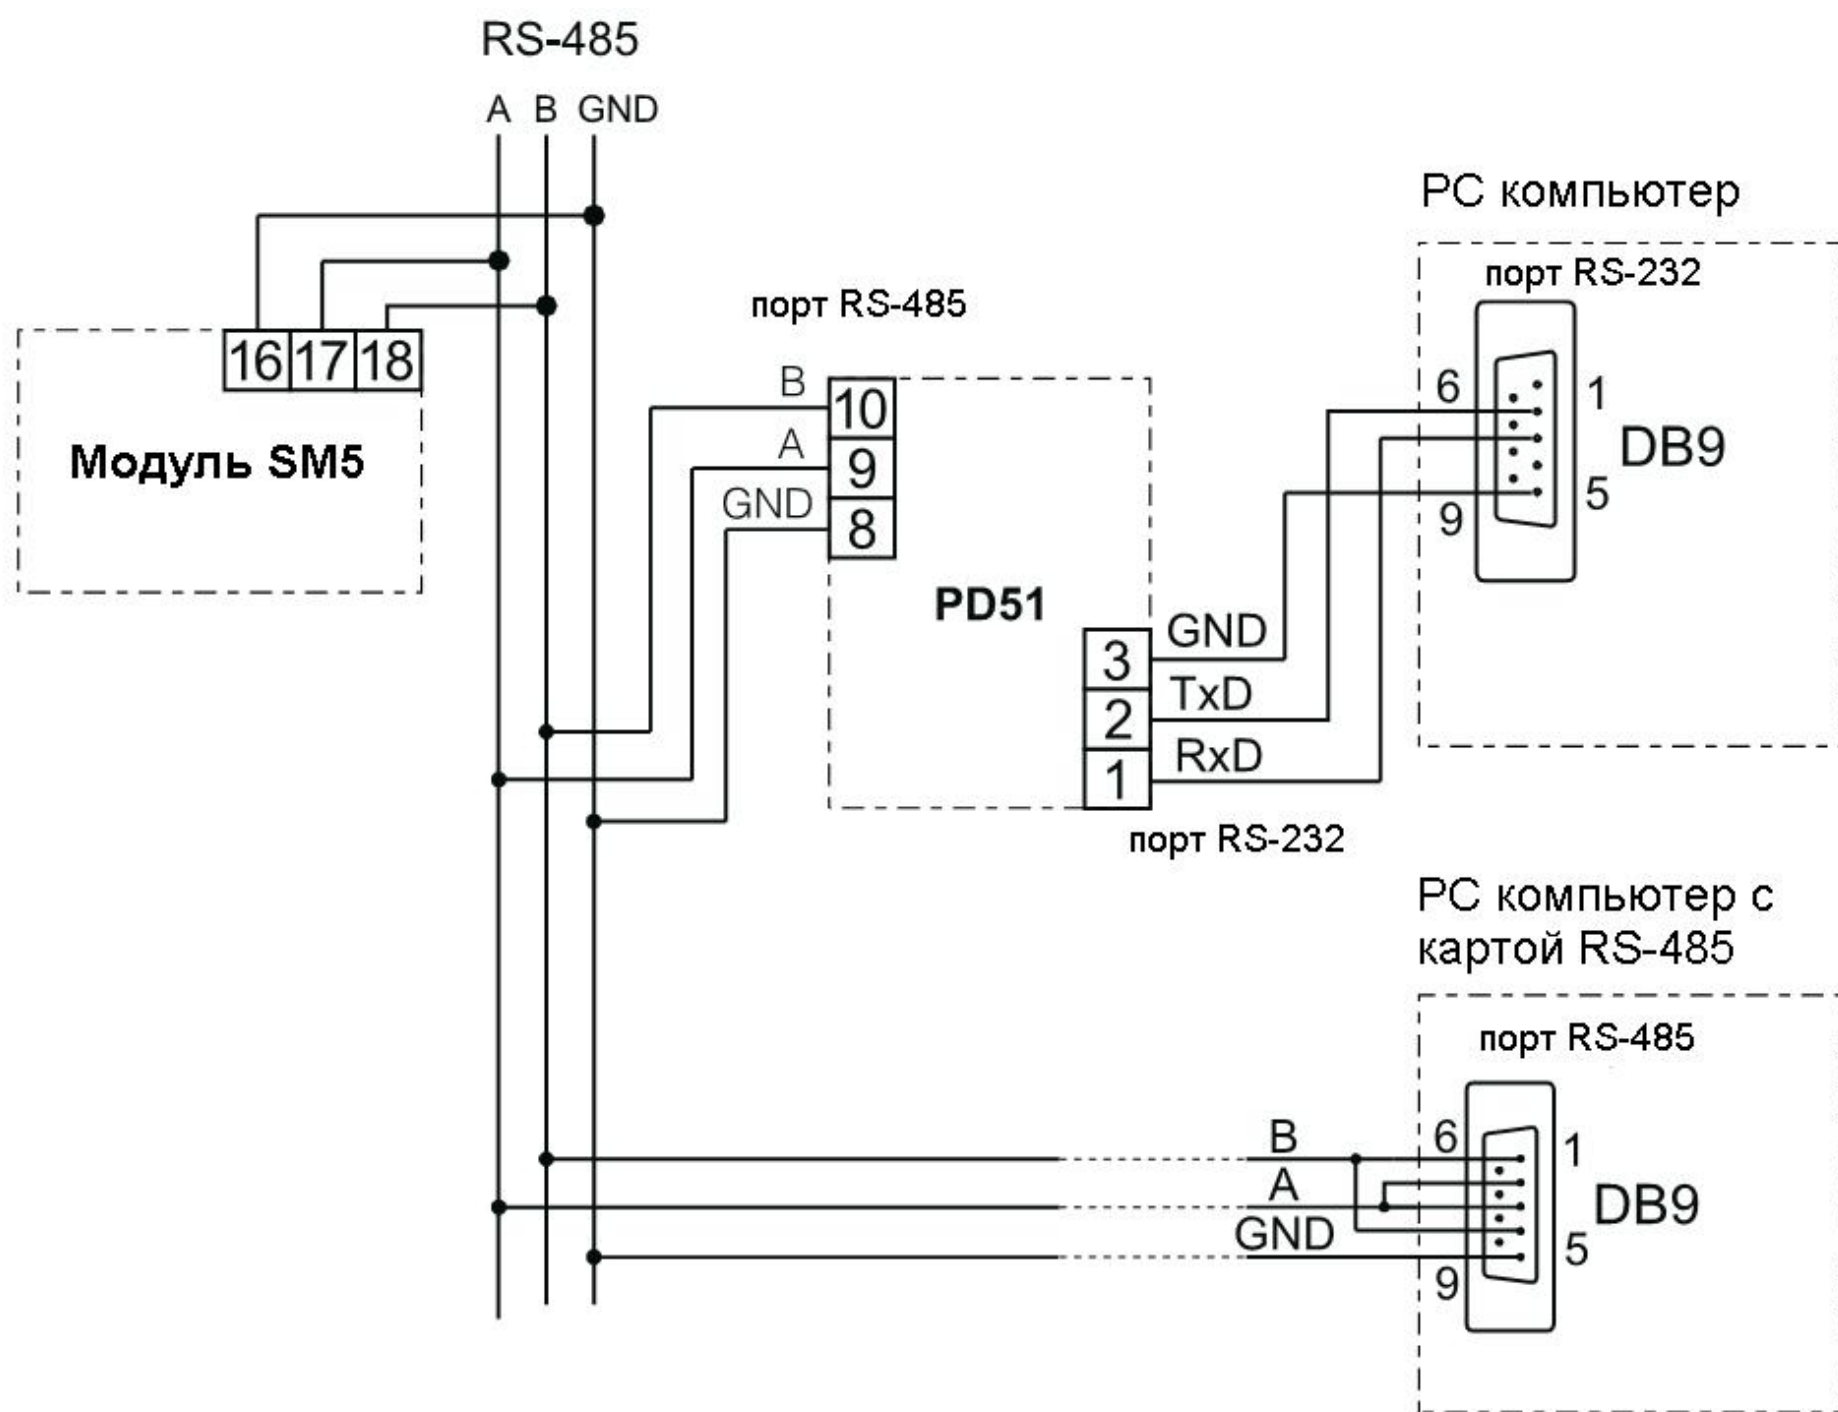 RS-485
A B GND
16 17 18
Модуль SM5
порт RS-485
B
10
A
9
GND
8
PD51
3
GND
2
TxD
1
RxD
порт RS-232
PC компьютер
порт RS-232
6
1
DB9
9
5
PC компьютер с
картой RS-485
порт RS-485
B
A
GND
6
1
DB9
9
5